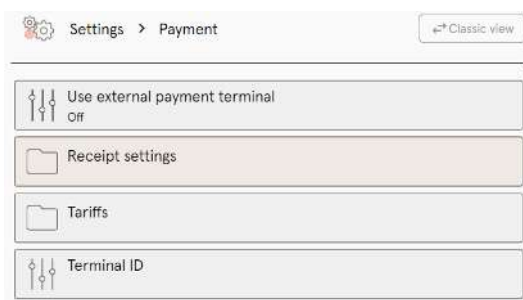 Settings > Payment
Classic view
Use external payment terminal
Off
Receipt settings
Tariffs
Terminal ID